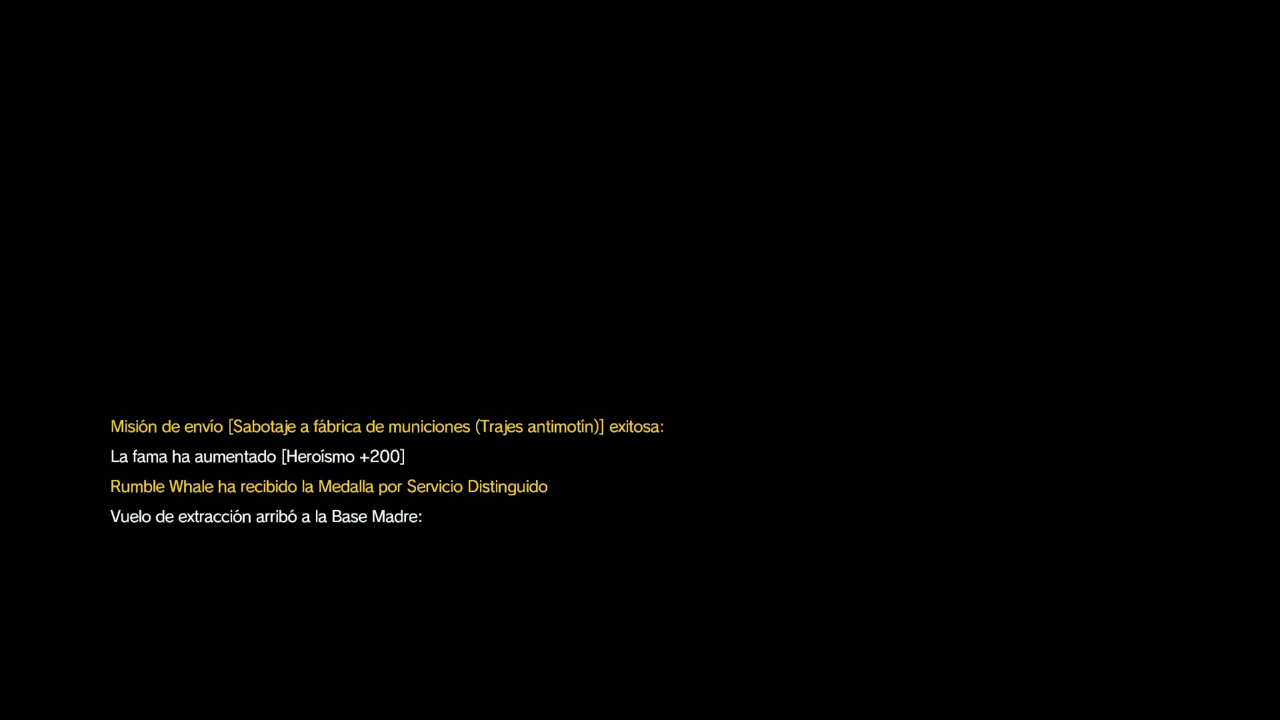 Misión de envío [Sabotaje a fábrica de municiones (Trajes antimotín)] exitosa:
La fama ha aumentado [Heroísmo +200]
Rumble Whale ha recibido la Medalla por Servicio Distinguido
Vuelo de extracción arribó a la Base Madre: